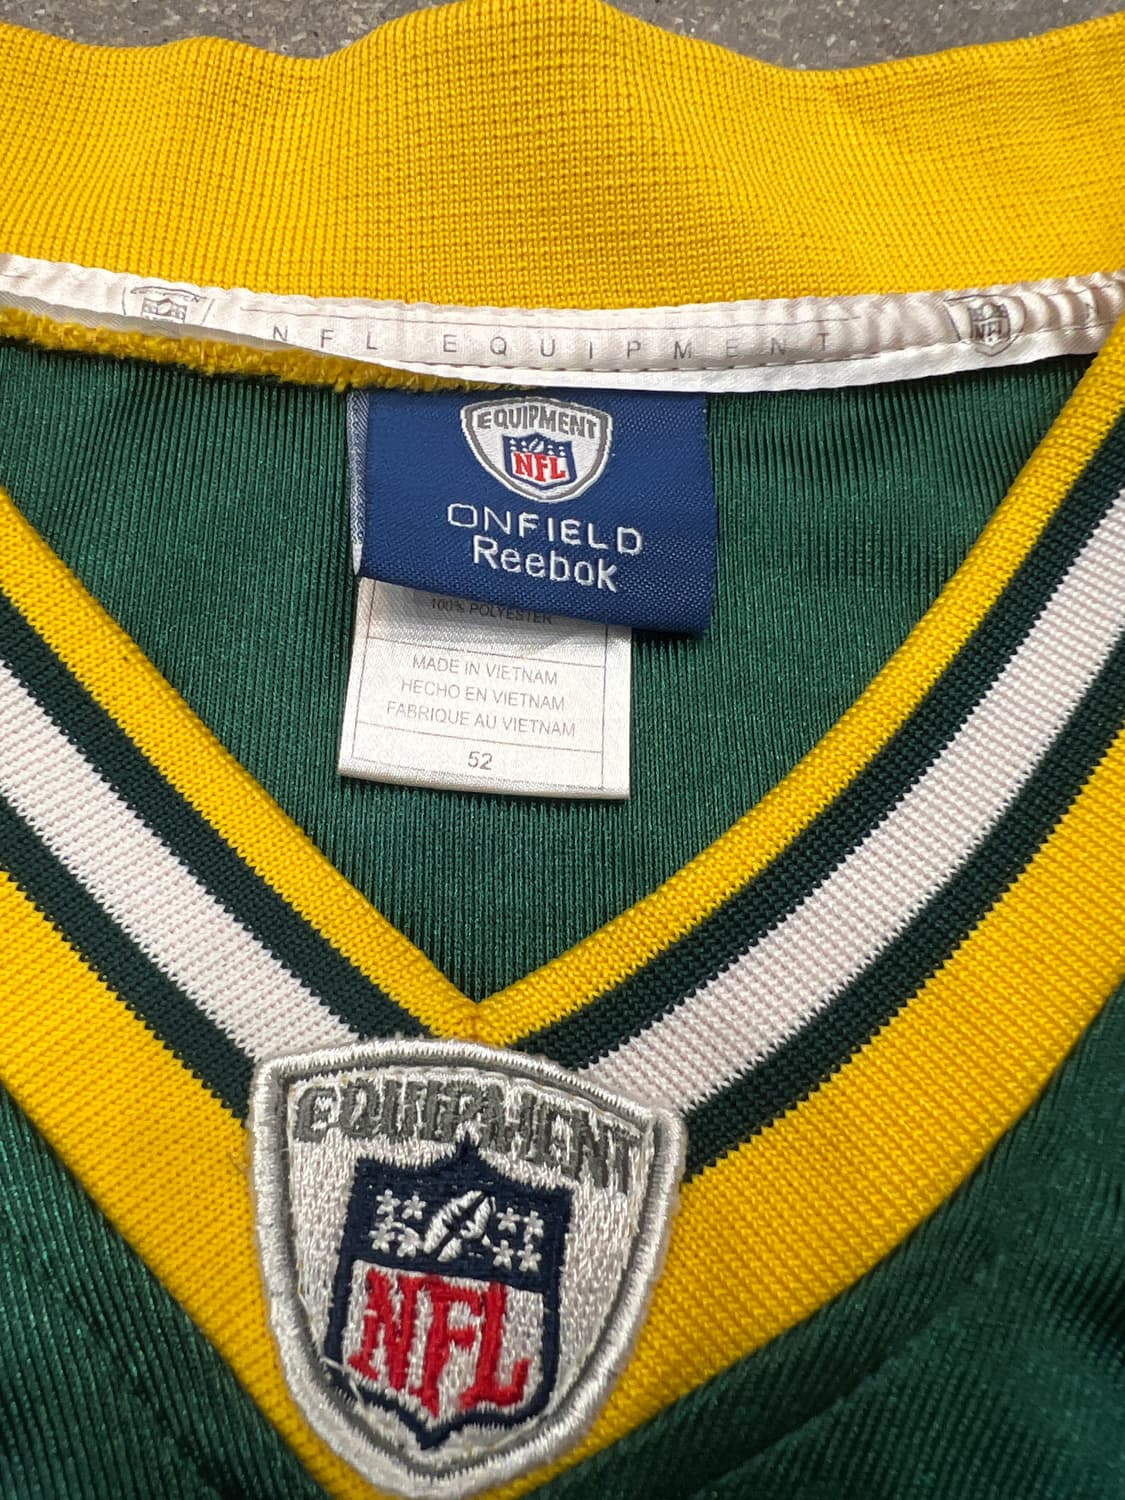 NFL EQUIPMENT
EQUIPMENT
NFL
ONFIELD
Reebok
100% POLYESTER
MADE IN VIETNAM
HECHO EN VIETNAM
FABRIQUE AU VIETNAM
52
EQUIPMENT
NFL